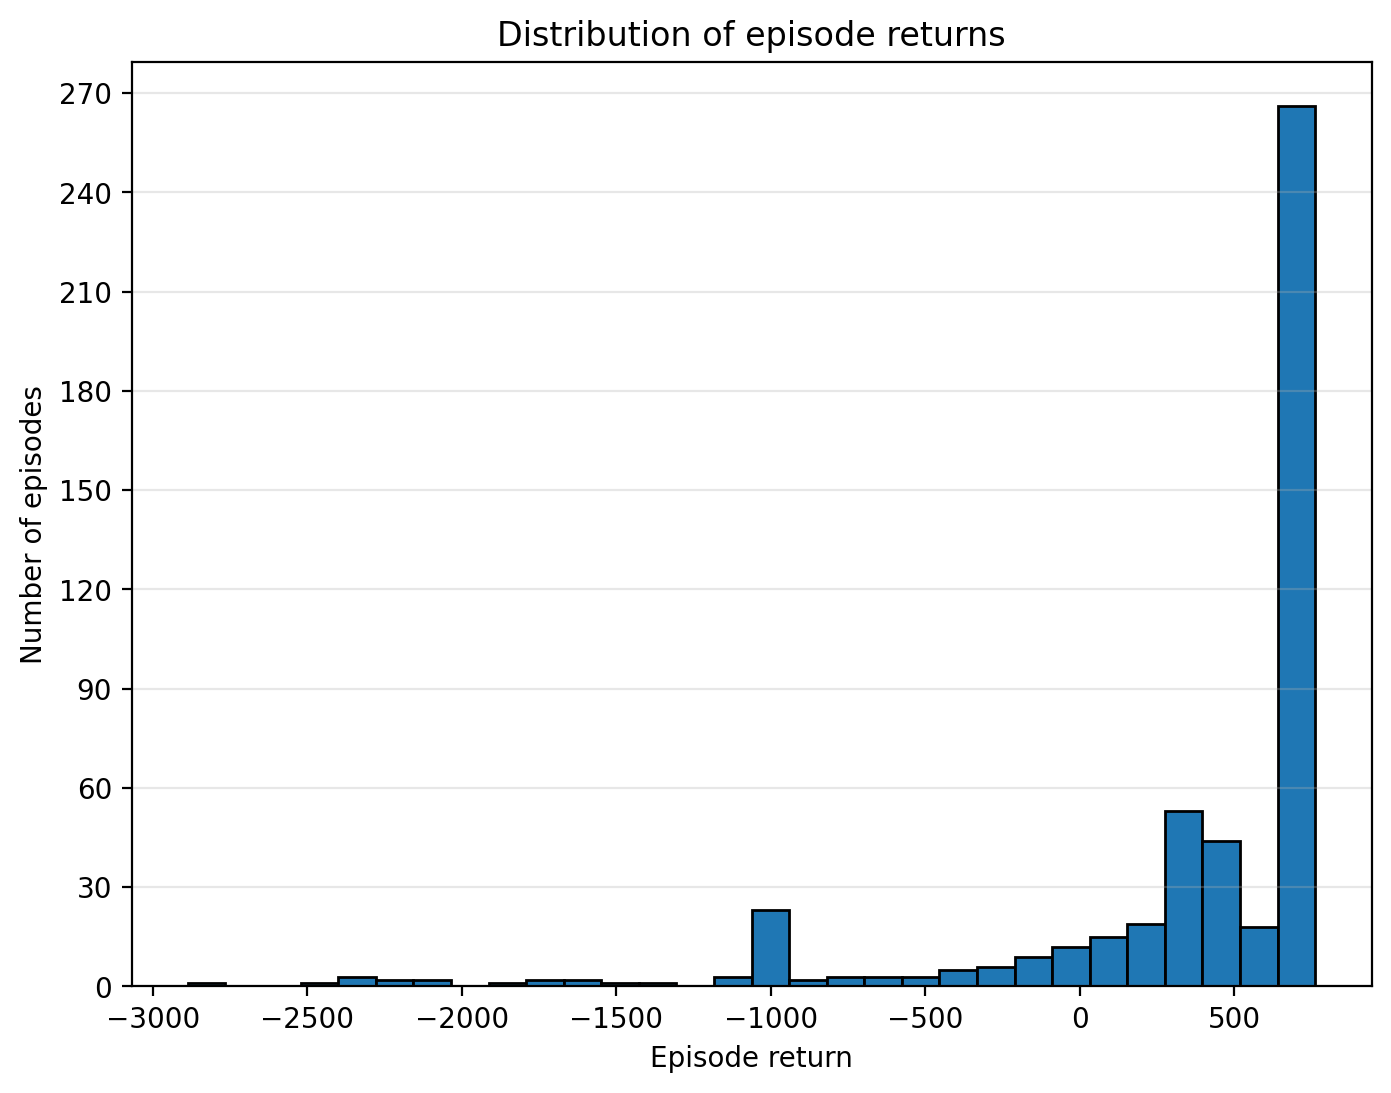 Distribution of episode returns
270
240
210
180
150
120
90
60
30
0
Number of episodes
−3000 −2500 −2000 −1500 −1000 −500 0 500
Episode return